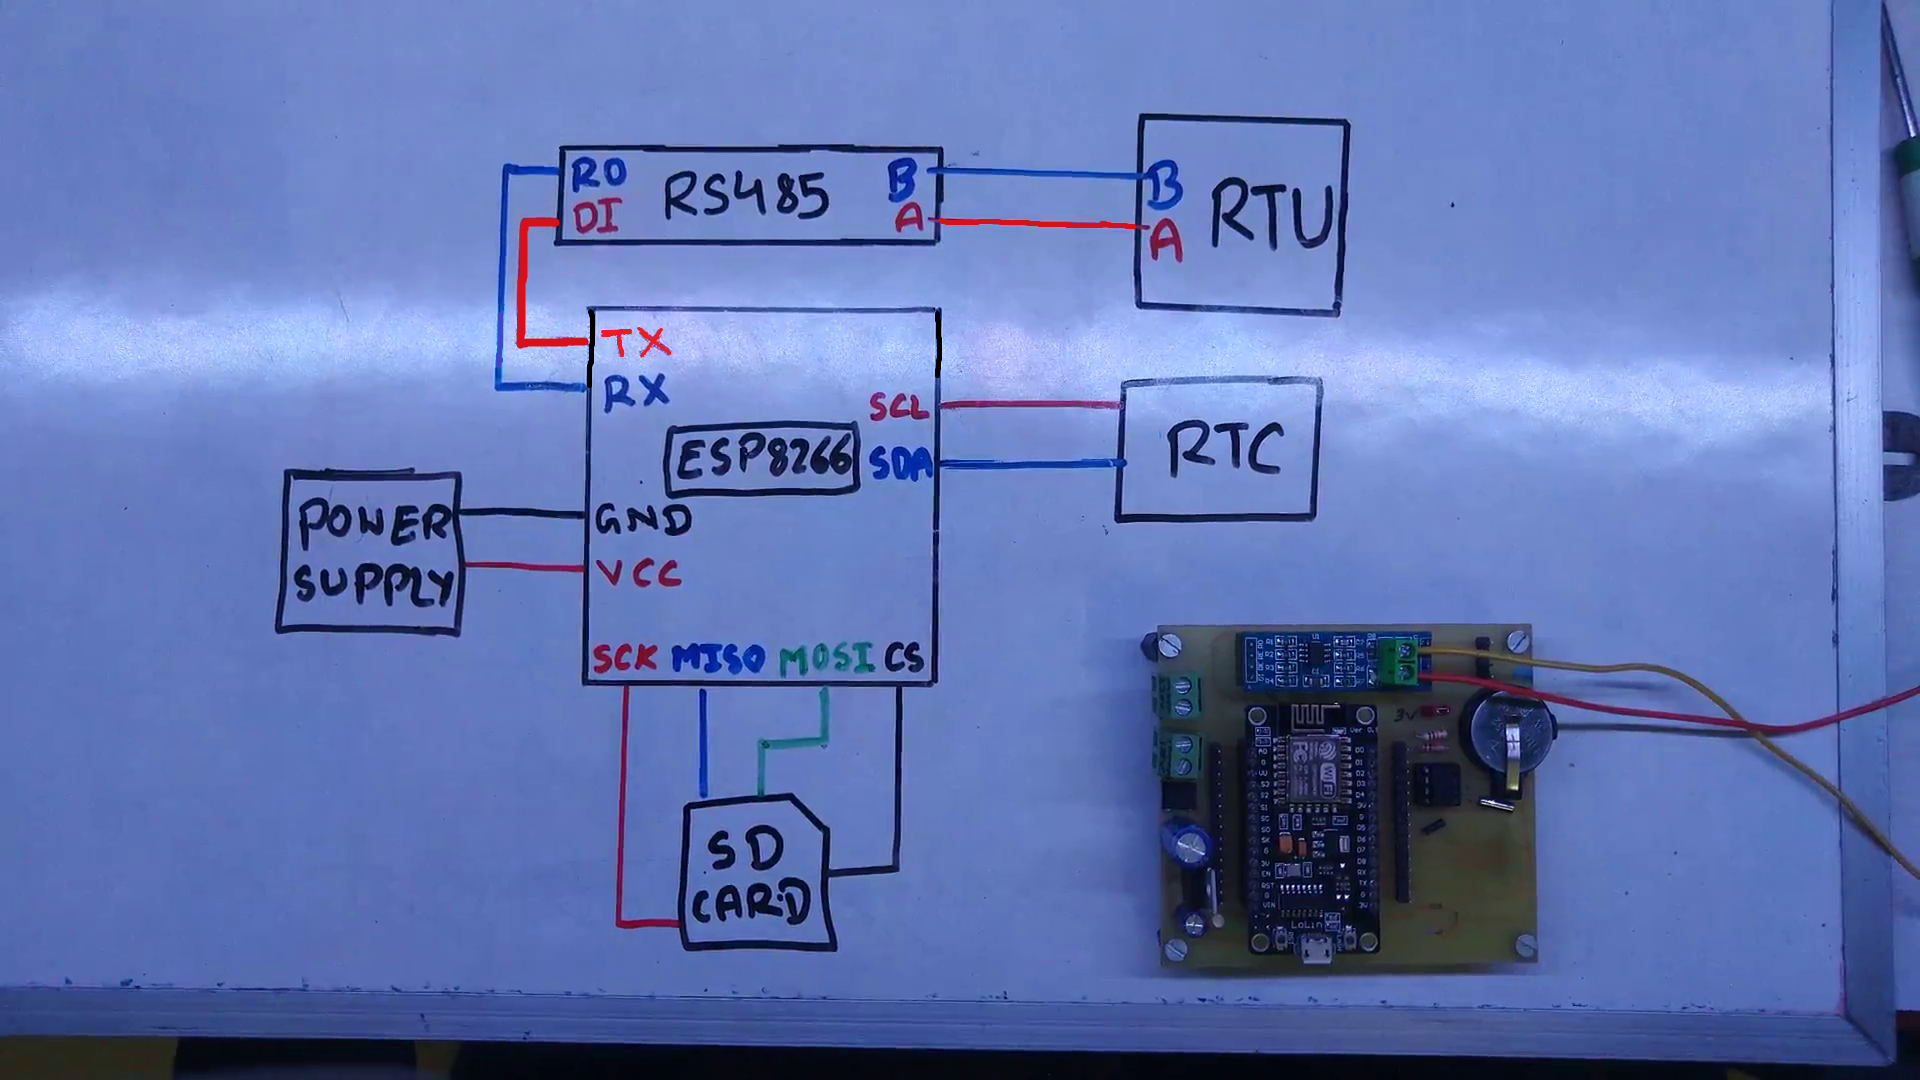 RO
RS485
B
DI
A
B
RTU
A
TX
RX
SCL
ESP8266
SDA
RTC
POWER
SUPPLY
GND
VCC
SCK MISO MOSI CS
SD
CARD
3V
WiFi
LoLin